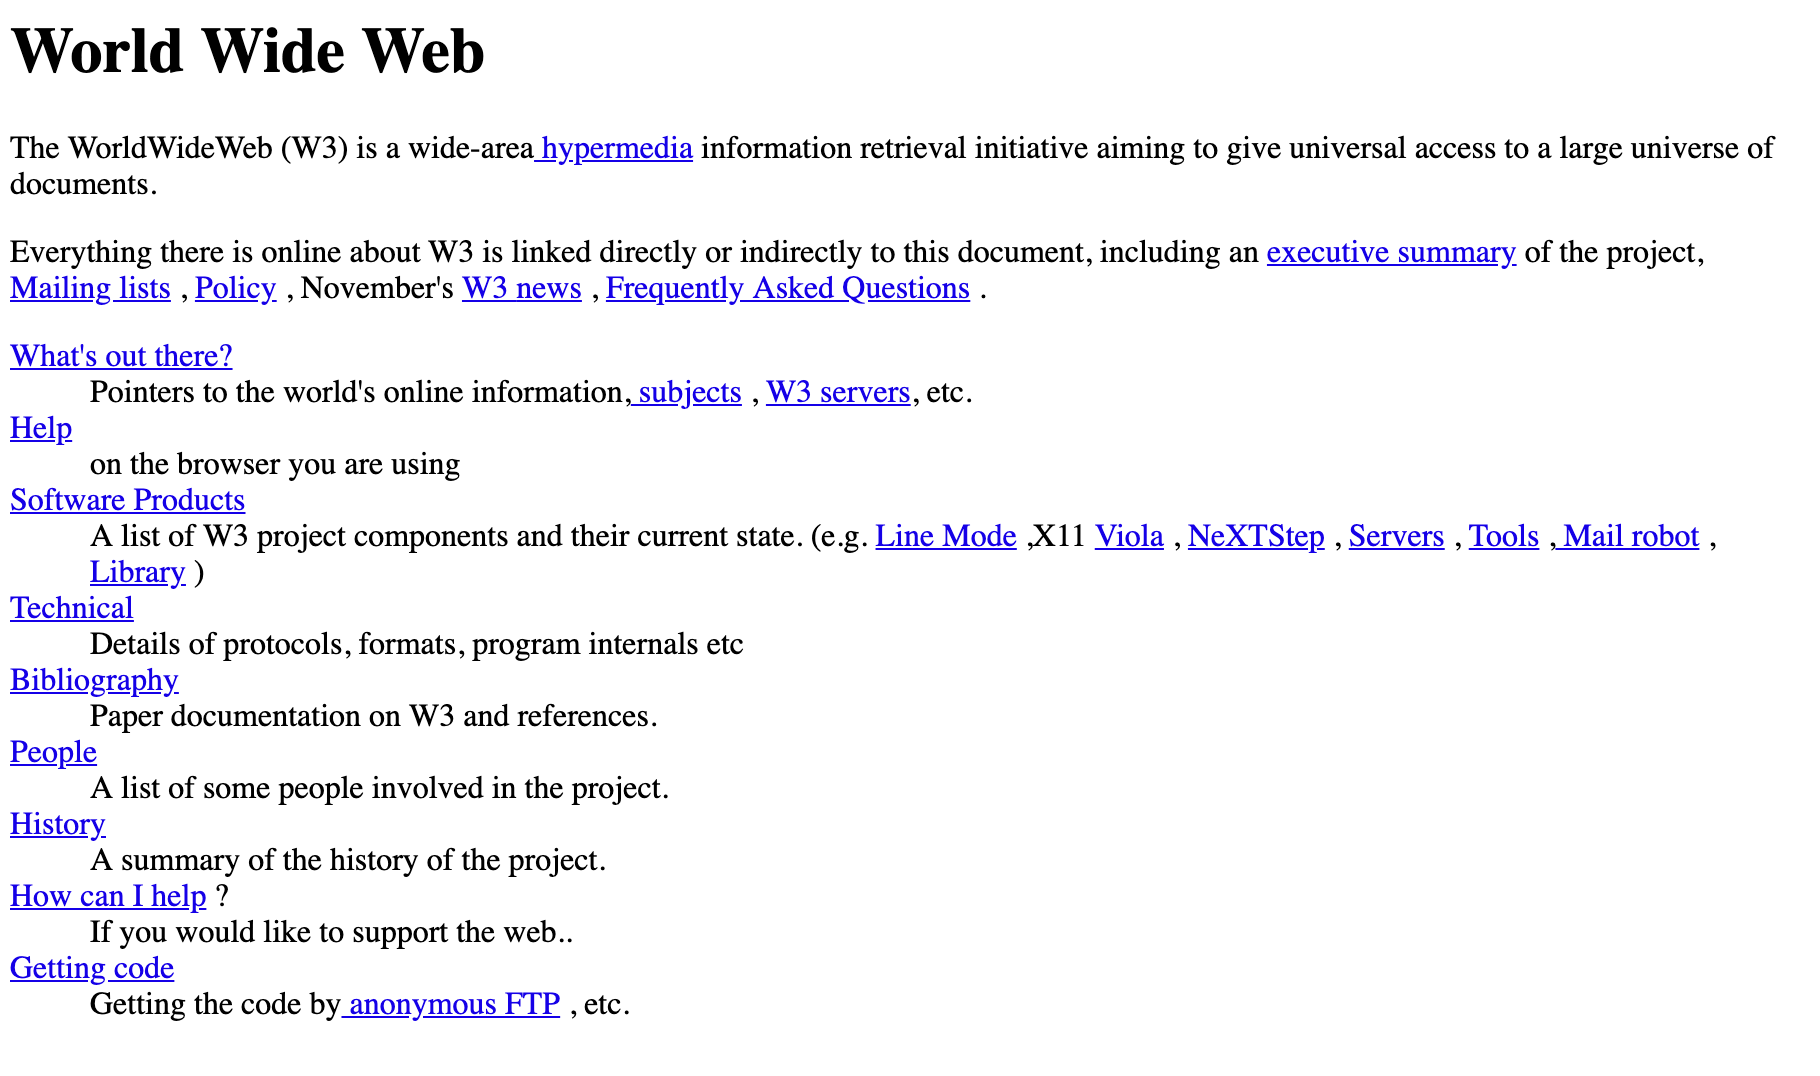 World Wide Web
The WorldWideWeb (W3) is a wide-area hypermedia information retrieval initiative aiming to give universal access to a large universe of
documents.
Everything there is online about W3 is linked directly or indirectly to this document, including an executive summary of the project,
Mailing lists , Policy , November's W3 news , Frequently Asked Questions .
What's out there?
Pointers to the world's online information, subjects , W3 servers, etc.
Help
on the browser you are using
Software Products
A list of W3 project components and their current state. (e.g. Line Mode ,X11 Viola , NeXTStep , Servers , Tools , Mail robot ,
Library )
Technical
Details of protocols, formats, program internals etc
Bibliography
Paper documentation on W3 and references.
People
A list of some people involved in the project.
History
A summary of the history of the project.
How can I help ?
If you would like to support the web..
Getting code
Getting the code by anonymous FTP , etc.